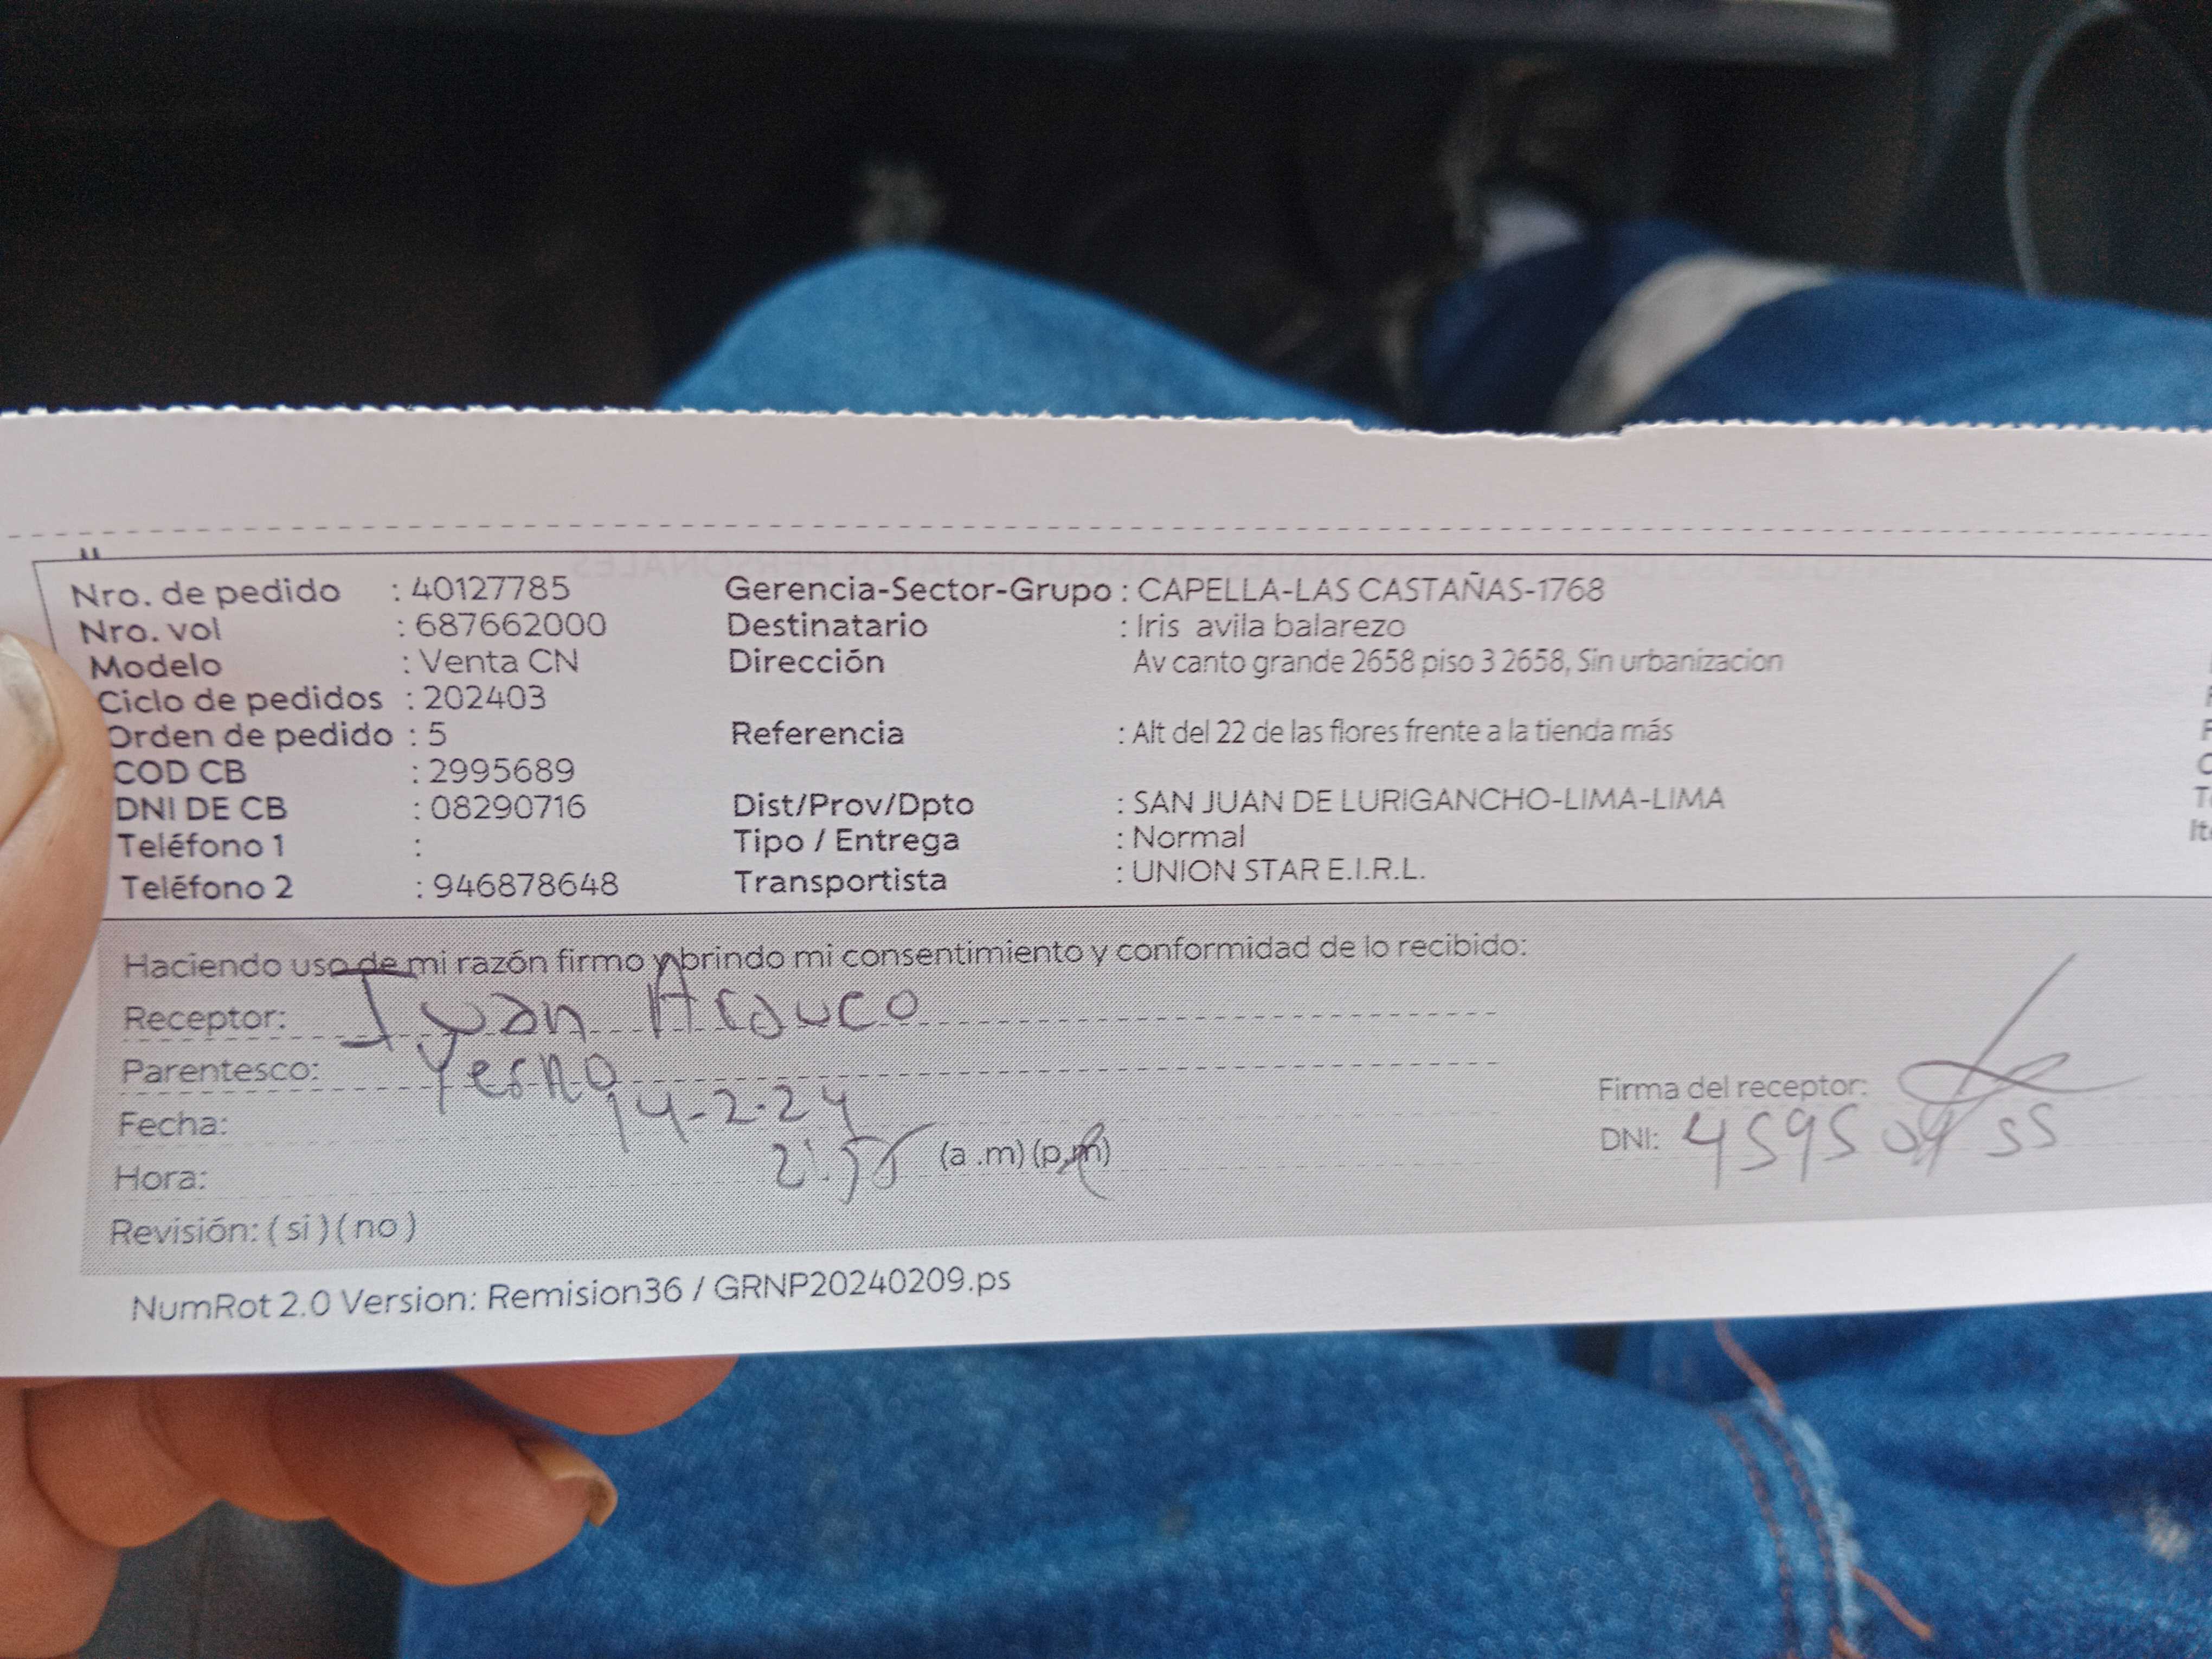 Nro. de pedido : 40127785
Nro. vol : 687662000
Modelo : Venta CN
Ciclo de pedidos : 202403
Orden de pedido : 5
COD CB : 2995689
DNI DE CB : 08290716
Teléfono 1 :
Teléfono 2 : 946878648
Gerencia-Sector-Grupo : CAPELLA-LAS CASTAÑAS-1768
Destinatario : Iris avila balarezo
Dirección Av canto grande 2658 piso 3 2658, Sin urbanizacion
Referencia : Alt del 22 de las flores frente a la tienda más
Dist/Prov/Dpto : SAN JUAN DE LURIGANCHO-LIMA-LIMA
Tipo / Entrega : Normal
Transportista : UNION STAR E.I.R.L.
Haciendo uso de mi razón firmo y brindo mi consentimiento y conformidad de lo recibido:
Receptor: Ivan Arauco
Parentesco: Yerno
Fecha: 14-2-24
Hora: (a .m) (p.m)
Revisión: ( si ) ( no )
Firma del receptor:
DNI:
NumRot 2.0 Version: Remision36 / GRNP20240209.ps